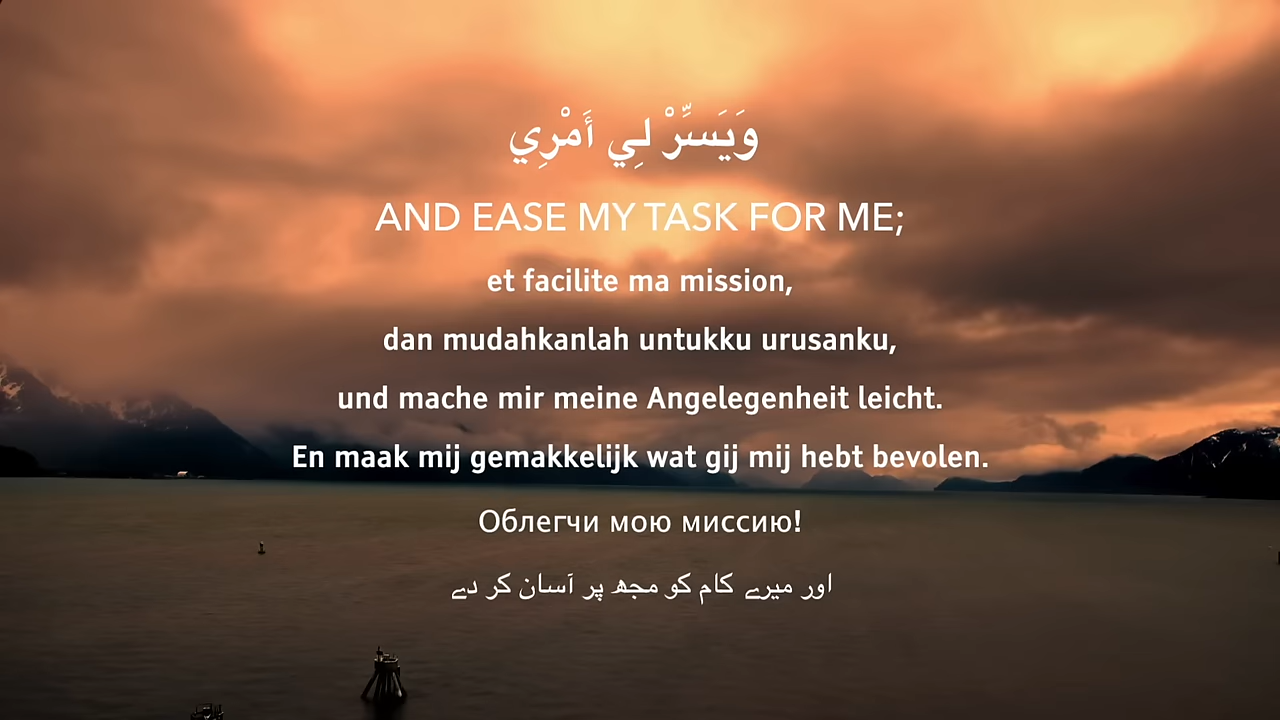 وَيَسِّرْ لِي أَمْرِي
AND EASE MY TASK FOR ME;
et facilite ma mission,
dan mudahkanlah untukku urusanku,
und mache mir meine Angelegenheit leicht.
En maak mij gemakkelijk wat gij mij hebt bevolen.
Облегчи мою миссию!
اور میرے کام کو مجھ پر آسان کر دے